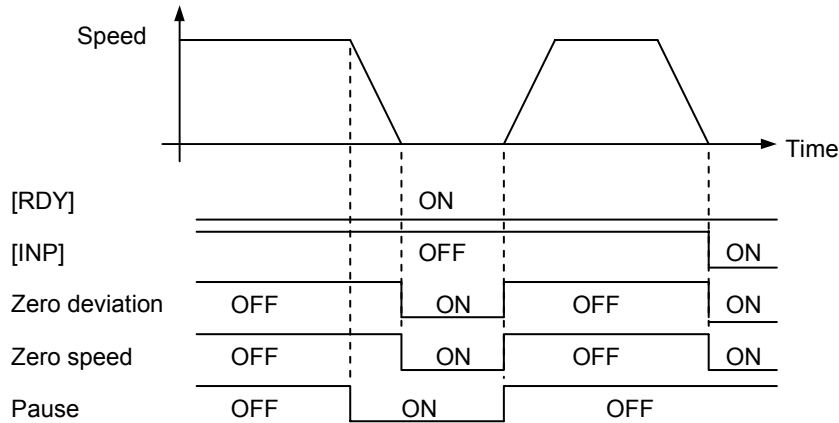 Speed
Time
[RDY] ON
[INP] OFF ON
Zero deviation OFF ON OFF ON
Zero speed OFF ON OFF ON
Pause OFF ON OFF